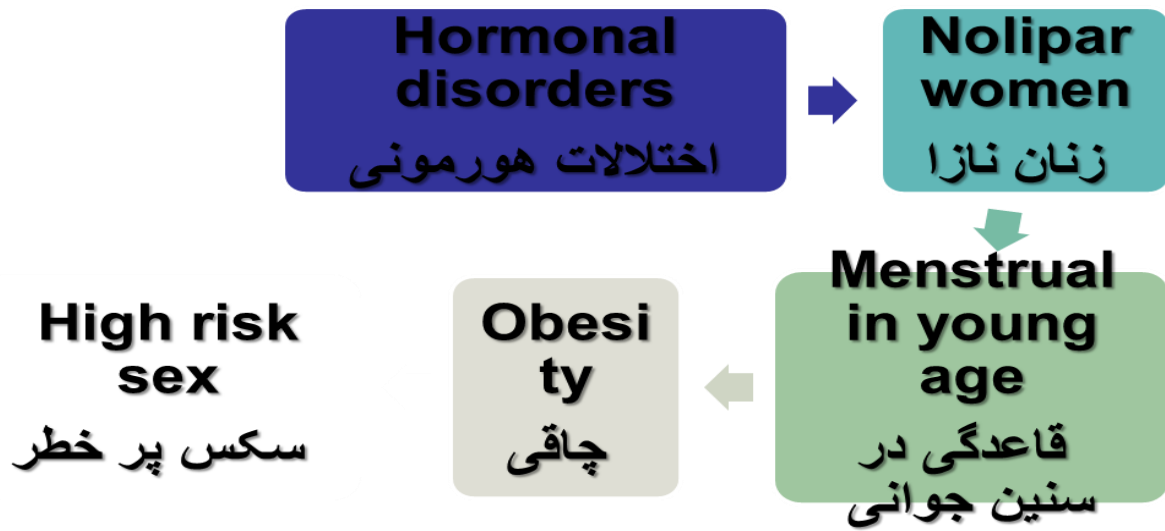 Hormonal
disorders
اختلالات هورمونی
Nolipar
women
زنان نازا
Menstrual
in young
age
قاعدگی در
سنین جوانی
Obesi
ty
چاقی
High risk
sex
سکس پر خطر